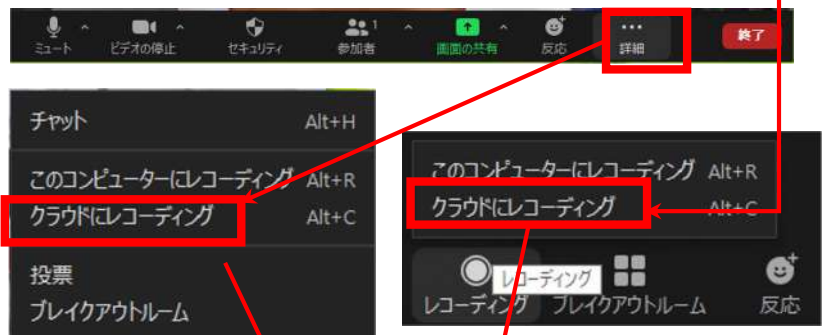 ミュート ビデオの停止 セキュリティ 参加者 1 画面の共有 反応 詳細 終了
チャット Alt+H
このコンピューターにレコーディング Alt+R
クラウドにレコーディング Alt+C
投票
ブレイクアウトルーム
このコンピューターにレコーディング Alt+R
クラウドにレコーディング Alt+C
レコーディング
レコーディング ブレイクアウトルーム 反応